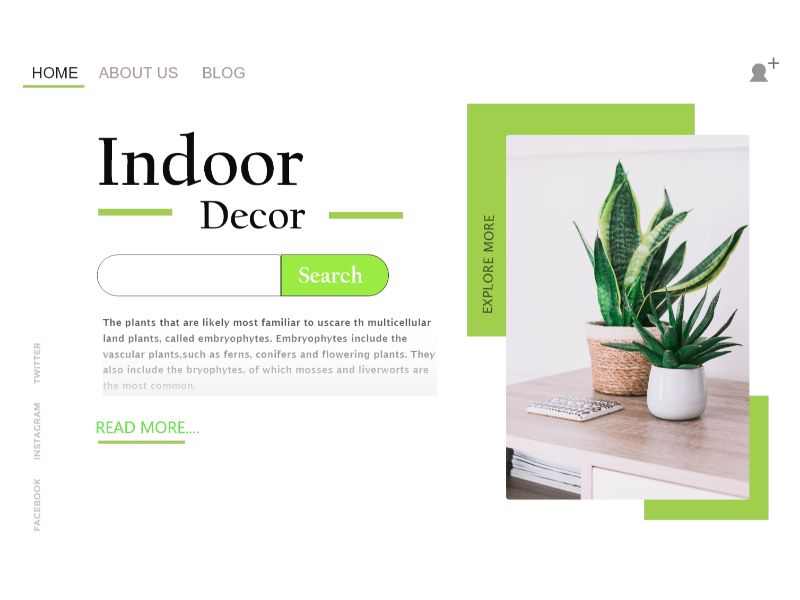 HOME ABOUT US BLOG
Indoor
Decor
Search
The plants that are likely most familiar to uscare th multicellular
land plants, called embryophytes. Embryophytes include the
vascular plants,such as ferns, conifers and flowering plants. They
also include the bryophytes, of which mosses and liverworts are
the most common.
READ MORE....
EXPLORE MORE
TWITTER
INSTAGRAM
FACEBOOK